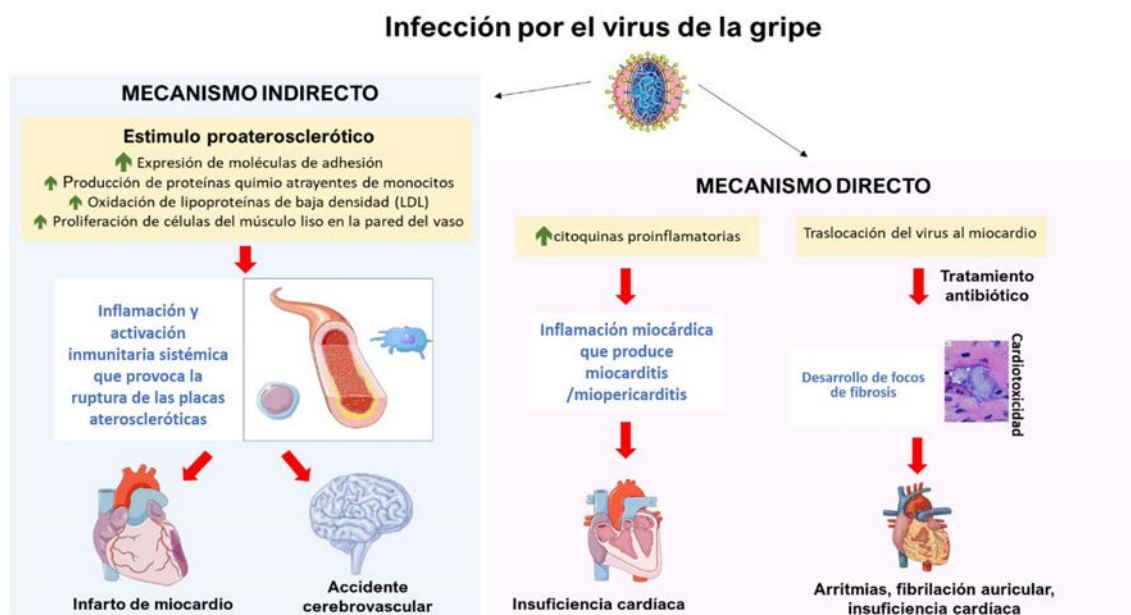 Infección por el virus de la gripe
MECANISMO INDIRECTO
Estimulo proaterosclerótico
Expresión de moléculas de adhesión
Producción de proteínas quimio atrayentes de monocitos
Oxidación de lipoproteínas de baja densidad (LDL)
Proliferación de células del músculo liso en la pared del vaso
Inflamación y
activación
inmunitaria sistémica
que provoca la
ruptura de las placas
ateroscleróticas
Infarto de miocardio
Accidente
cerebrovascular
MECANISMO DIRECTO
citoquinas proinflamatorias
Inflamación miocárdica
que produce
miocarditis
/miopericarditis
Insuficiencia cardíaca
Traslocación del virus al miocardio
Tratamiento
antibiótico
Desarrollo de focos
de fibrosis
Cardiotoxicidad
Arritmias, fibrilación auricular,
insuficiencia cardíaca